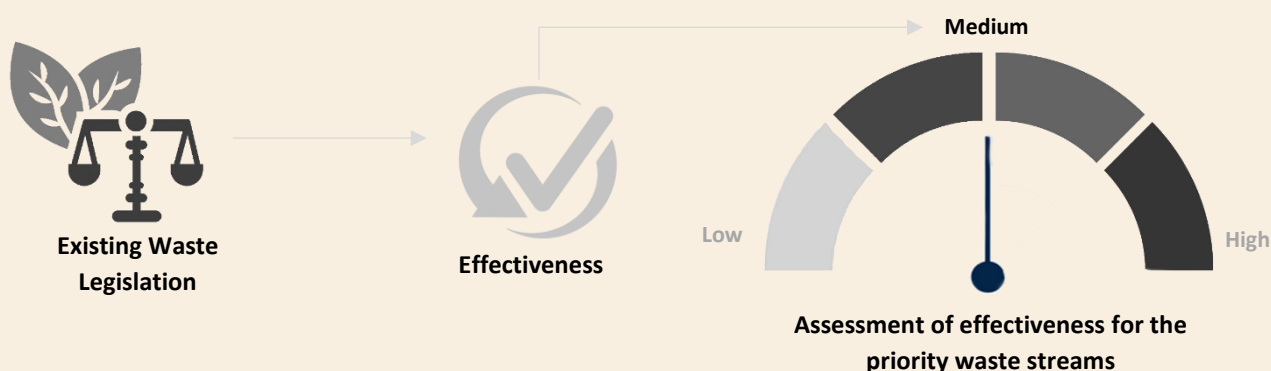 Medium
Existing Waste
Legislation
Effectiveness
Low
High
Assessment of effectiveness for the
priority waste streams